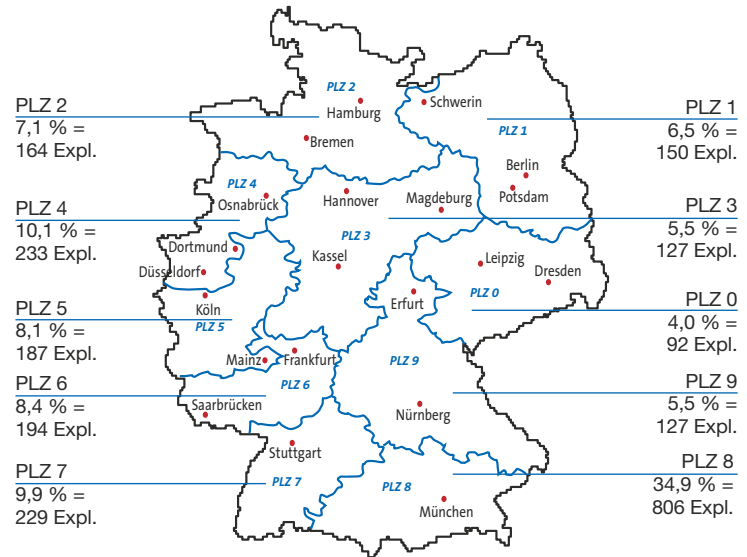 PLZ 2
7,1 % =
164 Expl.
PLZ 4
10,1 % =
233 Expl.
PLZ 5
8,1 % =
187 Expl.
PLZ 6
8,4 % =
194 Expl.
PLZ 7
9,9 % =
229 Expl.
PLZ 2
Hamburg
Schwerin
Bremen
PLZ 1
Berlin
Potsdam
PLZ 4
Osnabrück
Hannover
Magdeburg
Dortmund
Düsseldorf
PLZ 3
Kassel
Leipzig
Dresden
Erfurt
PLZ 0
Köln
PLZ 5
Mainz
Frankfurt
PLZ 6
PLZ 9
Saarbrücken
Nürnberg
Stuttgart
PLZ 7
PLZ 8
München
PLZ 1
6,5 % =
150 Expl.
PLZ 3
5,5 % =
127 Expl.
PLZ 0
4,0 % =
92 Expl.
PLZ 9
5,5 % =
127 Expl.
PLZ 8
34,9 % =
806 Expl.